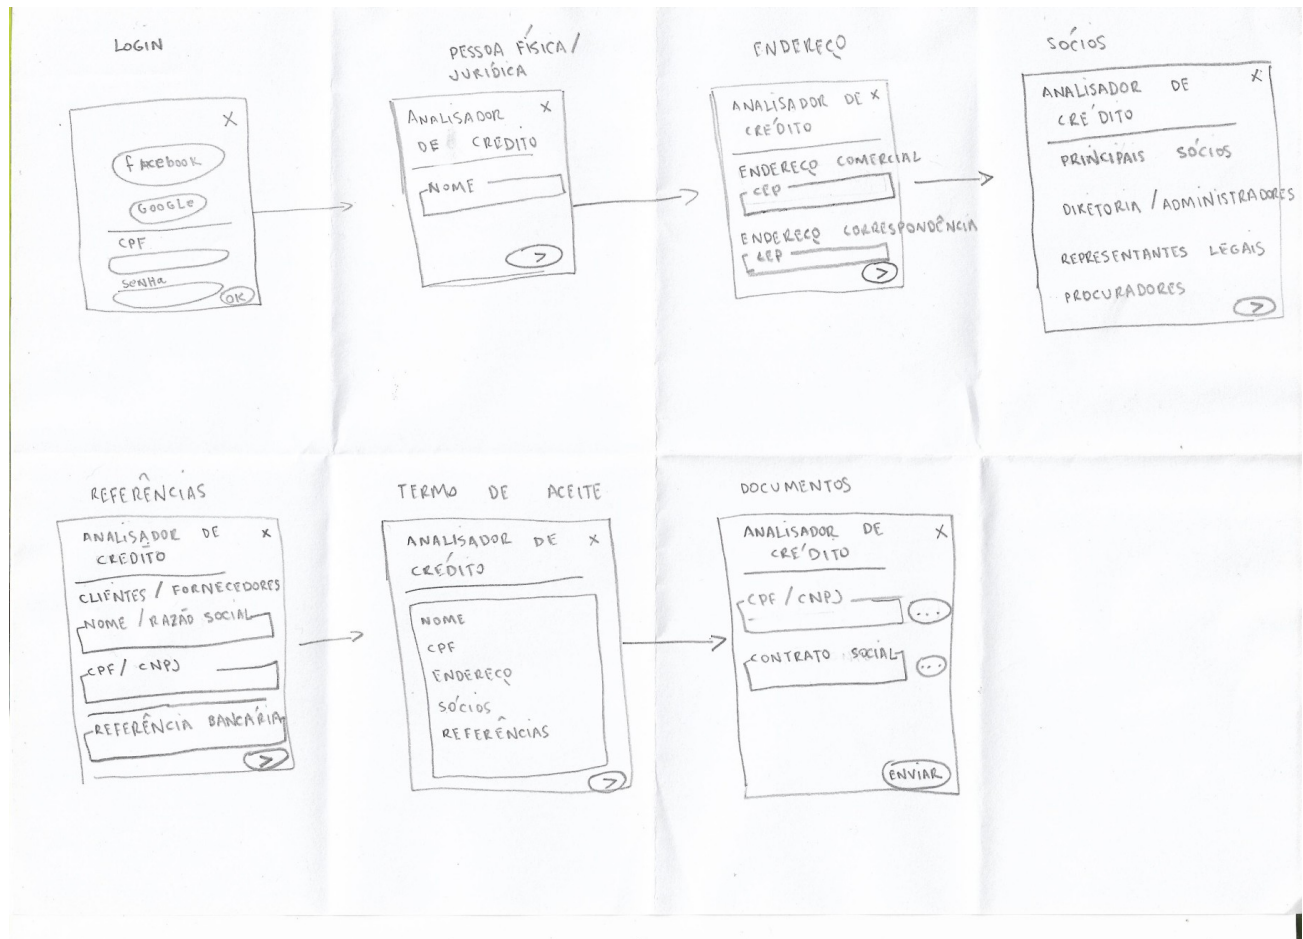 LOGIN
X
facebook
GOOGLe
CPF
seNHa
OK
PESSOA FÍSICA/
JURÍDICA
ANALISADOR X
DE CREDITO
NOME
>
ENDEREÇO
ANALISADOR DE X
CRÉDITO
ENDEREÇO COMERCIAL
CEP
ENDEREÇO CORRESPONDÊNCIA
CEP
>
SÓCIOS
ANALISADOR DE X
CRÉDITO
PRINCIPAIS SÓCIOS
DIRETORIA / ADMINISTRADORES
REPRESENTANTES LEGAIS
PROCURADORES
>
REFERÊNCIAS
ANALISADOR DE X
CREDITO
CLIENTES / FORNECEDORES
NOME / RAZÃO SOCIAL
CPF/ CNPJ
REFERÊNCIA BANCÁRIA
>
TERMO DE ACEITE
ANALISADOR DE X
CRÉDITO
NOME
CPF
ENDEREÇO
SÓCIOS
REFERÊNCIAS
>
DOCUMENTOS
ANALISADOR DE X
CRÉDITO
CPF / CNPJ
...
CONTRATO SOCIAL
...
ENVIAR